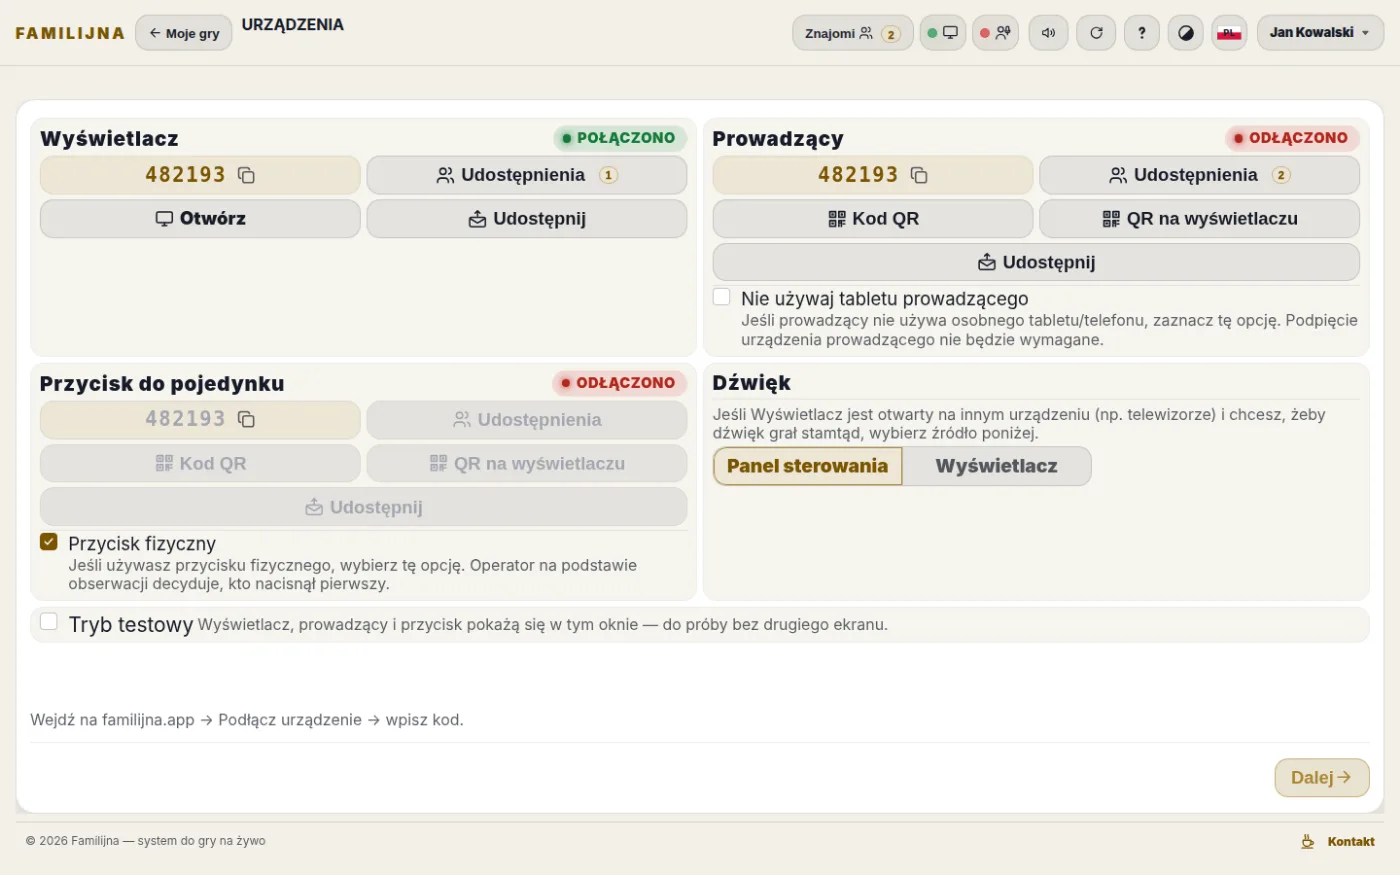 FAMILIJNA
← Moje gry
URZĄDZENIA
Znajomi 2
PL
Jan Kowalski
Wyświetlacz
POŁĄCZONO
482193
Udostępnienia 1
Otwórz
Udostępnij
Prowadzący
ODŁĄCZONO
482193
Udostępnienia 2
Kod QR
QR na wyświetlaczu
Udostępnij
Nie używaj tabletu prowadzącego
Jeśli prowadzący nie używa osobnego tabletu/telefonu, zaznacz tę opcję. Podpięcie
urządzenia prowadzącego nie będzie wymagane.
Przycisk do pojedynku
ODŁĄCZONO
482193
Udostępnienia
Kod QR
QR na wyświetlaczu
Udostępnij
Przycisk fizyczny
Jeśli używasz przycisku fizycznego, wybierz tę opcję. Operator na podstawie
obserwacji decyduje, kto nacisnął pierwszy.
Dźwięk
Jeśli Wyświetlacz jest otwarty na innym urządzeniu (np. telewizorze) i chcesz, żeby
dźwięk grał stamtąd, wybierz źródło poniżej.
Panel sterowania
Wyświetlacz
Tryb testowy Wyświetlacz, prowadzący i przycisk pokażą się w tym oknie — do próby bez drugiego ekranu.
Wejdź na familijna.app → Podłącz urządzenie → wpisz kod.
Dalej →
© 2026 Familijna — system do gry na żywo
Kontakt